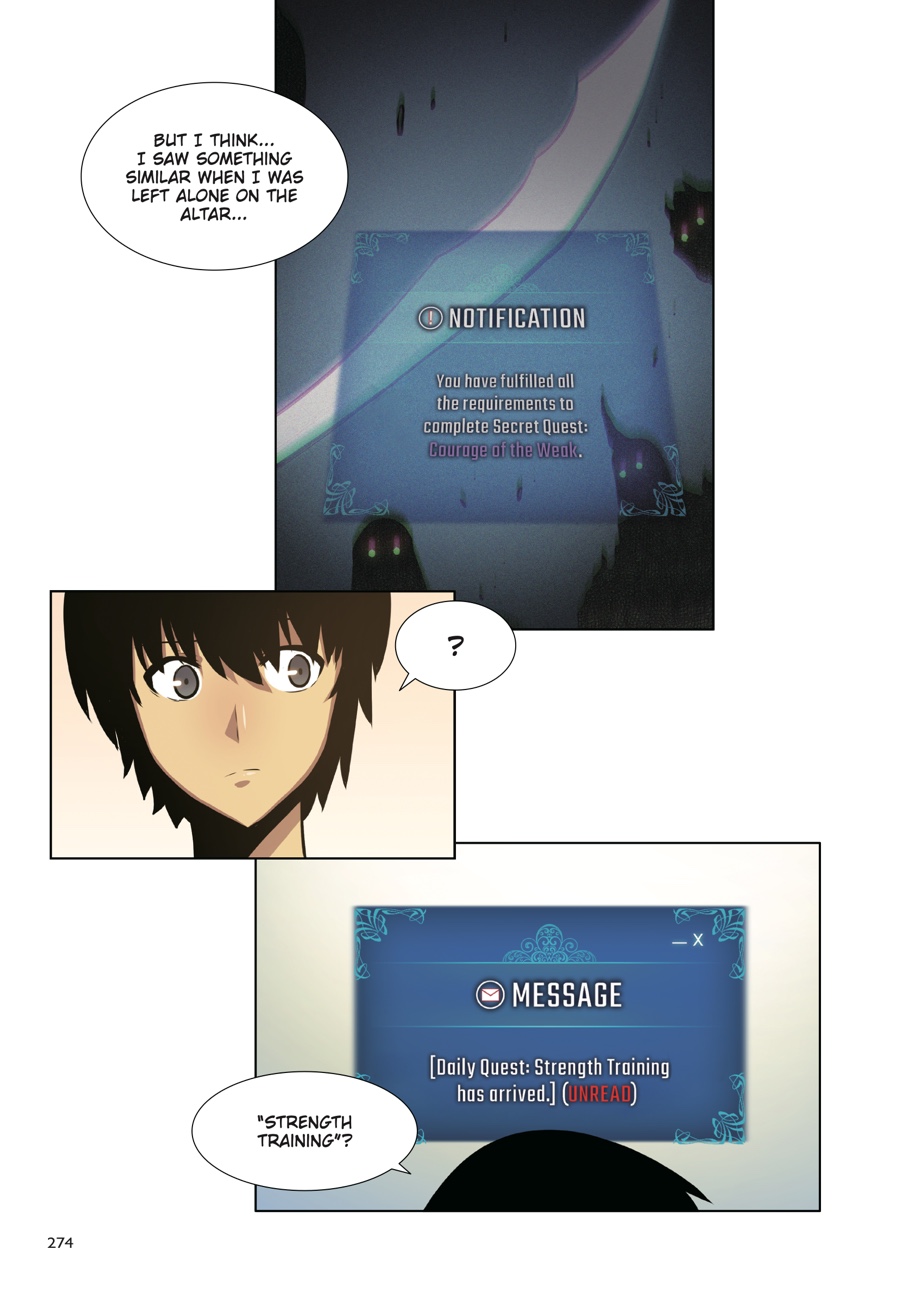 BUT I THINK...
I SAW SOMETHING
SIMILAR WHEN I WAS
LEFT ALONE ON THE
ALTAR...
! NOTIFICATION
You have fulfilled all
the requirements to
complete Secret Quest:
Courage of the Weak.
?
— X
MESSAGE
[Daily Quest: Strength Training
has arrived.] (UNREAD)
“STRENGTH
TRAINING”?
274